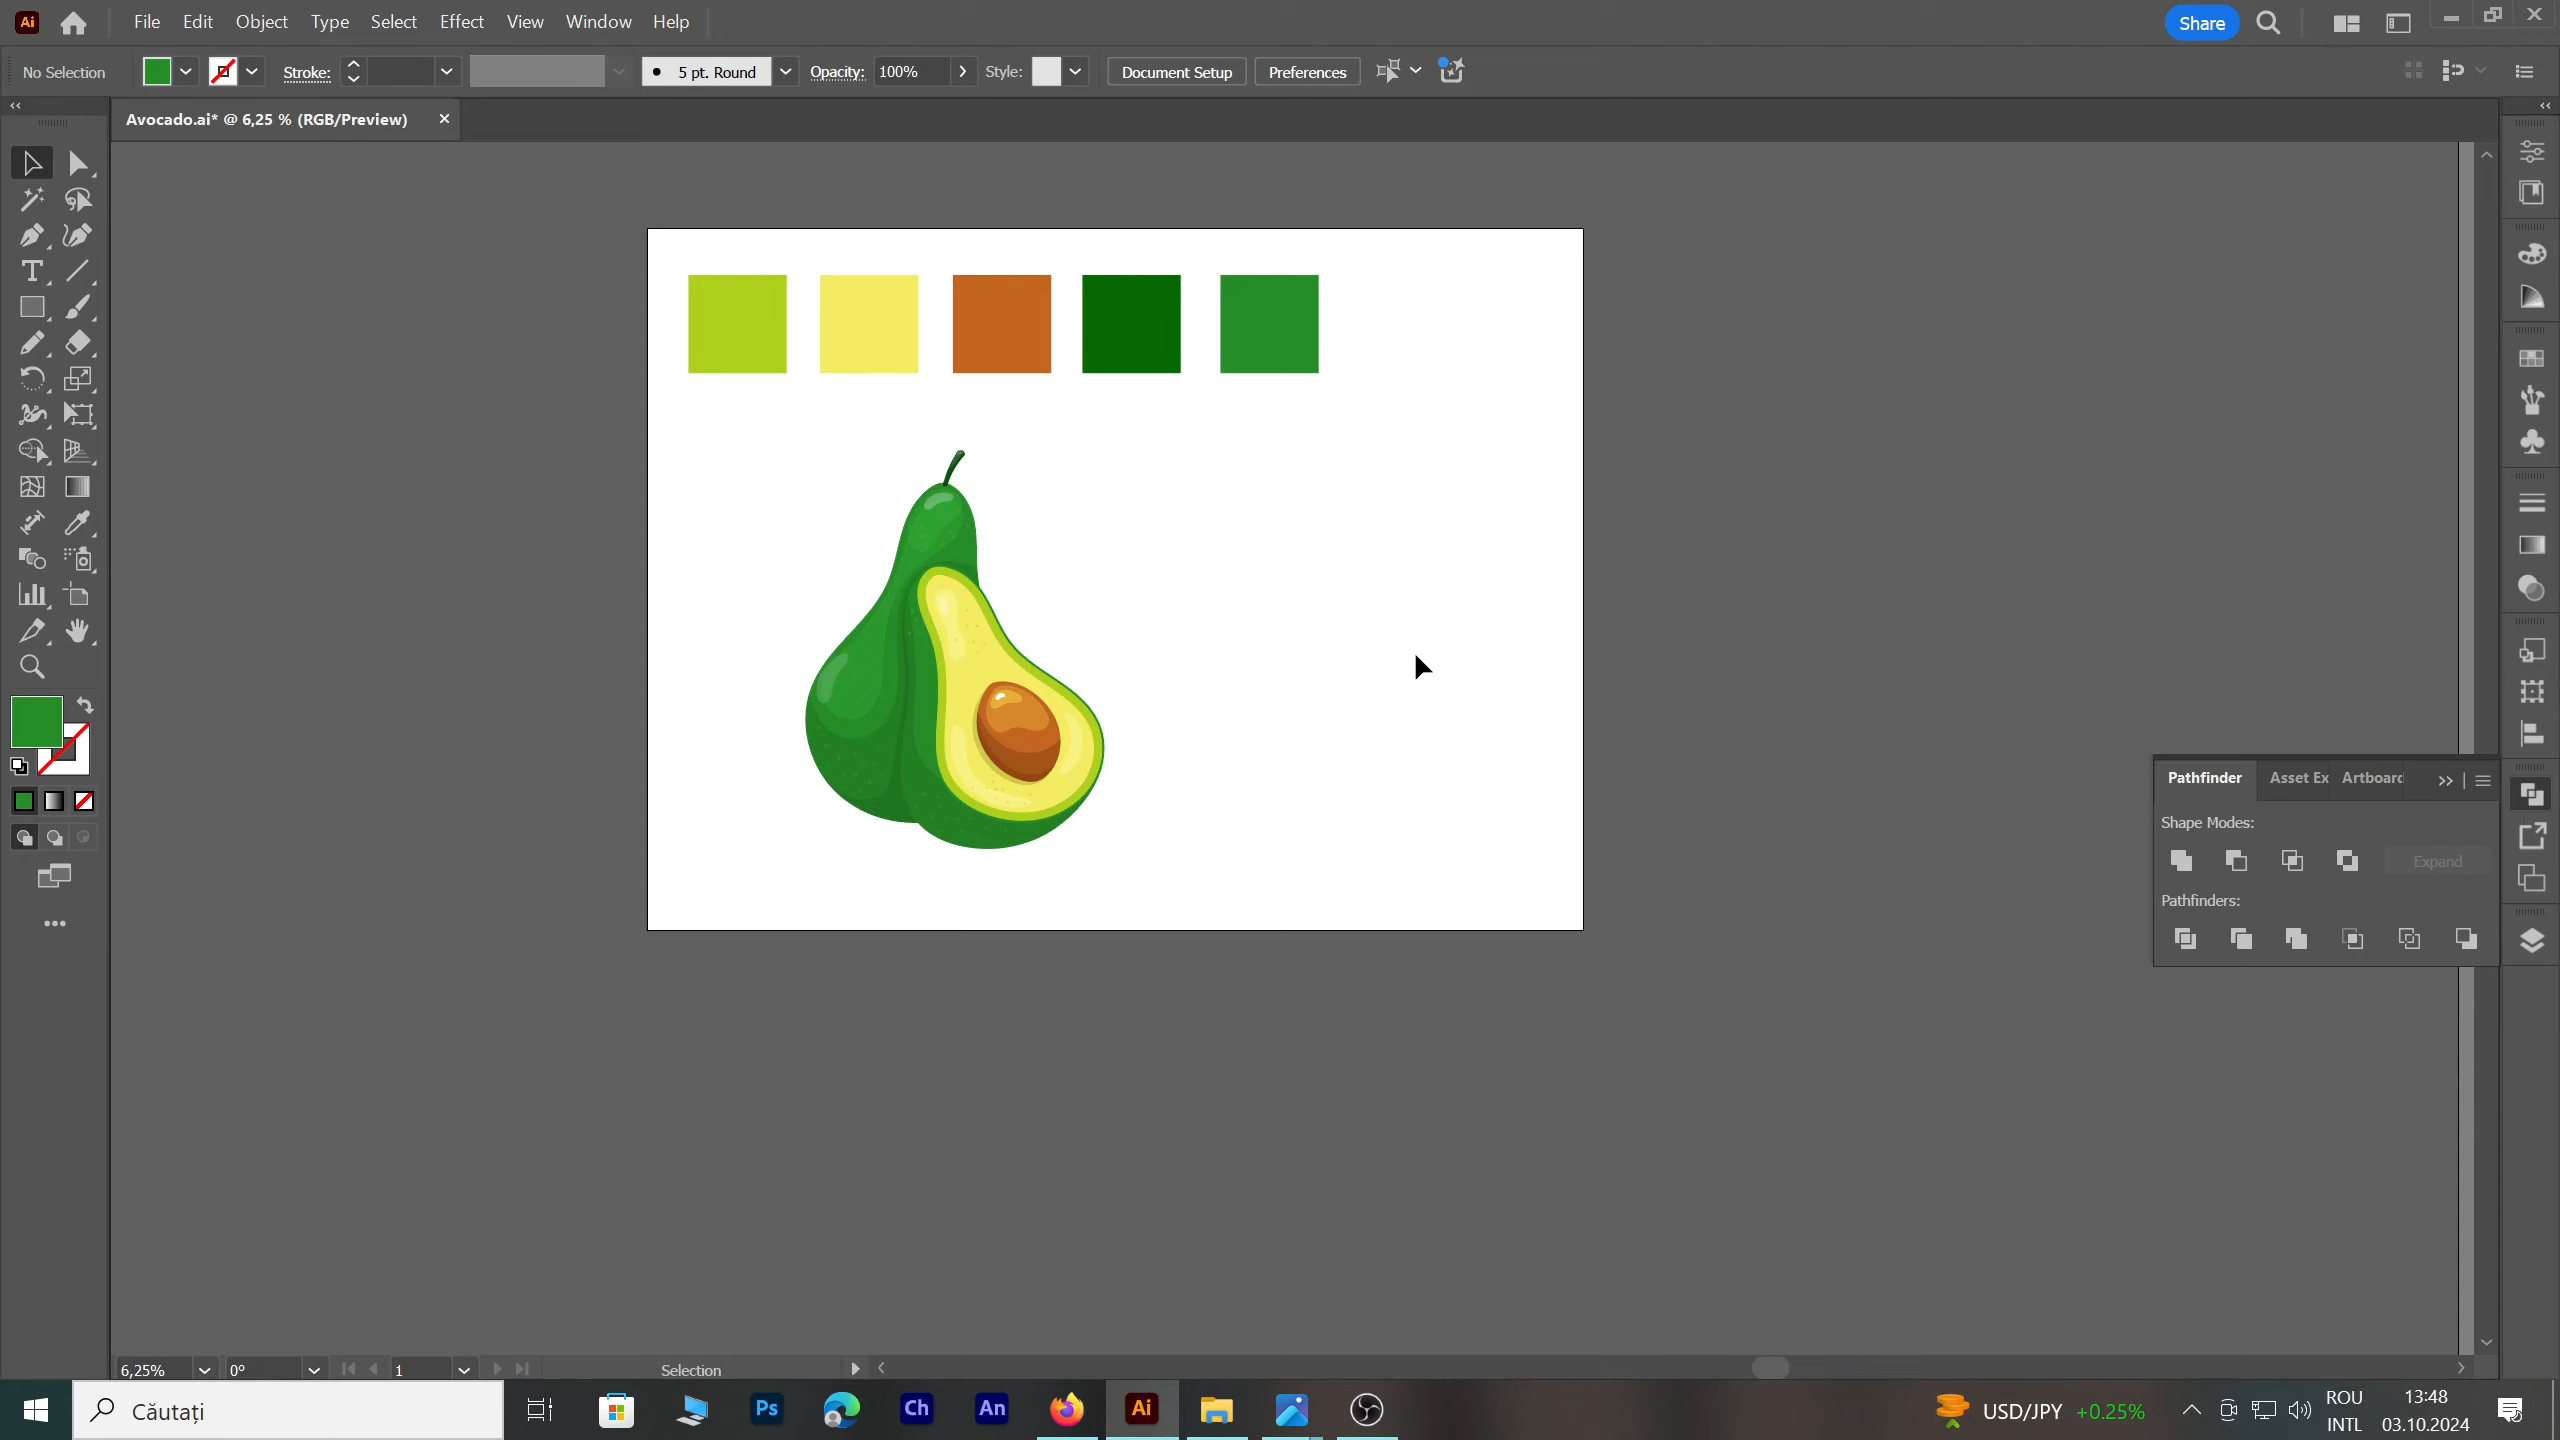 Ai File Edit Object Type Select Effect View Window Help Share
No Selection Stroke: 5 pt. Round Opacity: 100% Style: Document Setup Preferences
Avocado.ai* @ 6,25 % (RGB/Preview)
Pathfinder Asset Ex Artboard
Shape Modes:
Expand
Pathfinders:
6,25% 0° 1 Selection
Căutați Ps Ch An Ai USD/JPY +0.25% ROU 13:48
INTL 03.10.2024